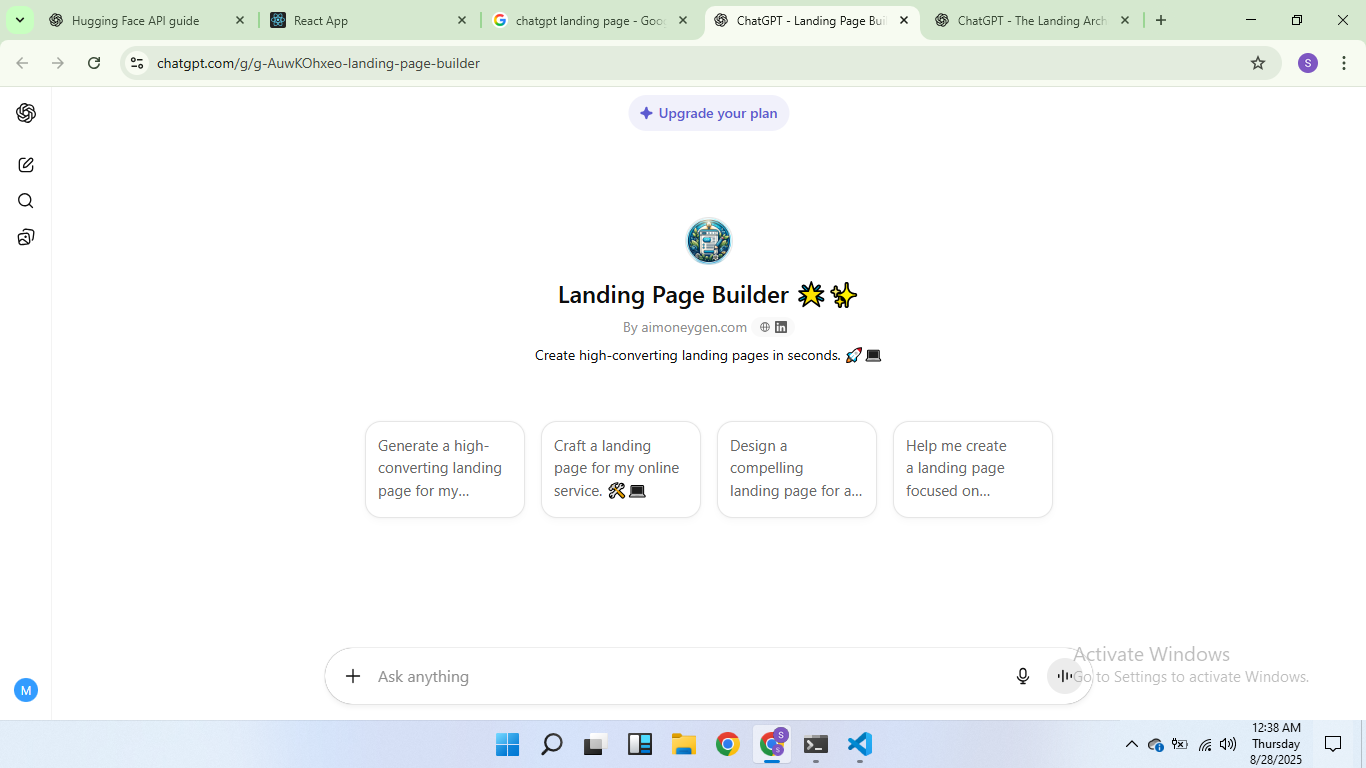 Hugging Face API guide
React App
chatgpt landing page - Goo
ChatGPT - Landing Page Bui
ChatGPT - The Landing Arch
chatgpt.com/g/g-AuwKOhxeo-landing-page-builder
S
Upgrade your plan
Landing Page Builder 🌟✨
By aimoneygen.com
Create high-converting landing pages in seconds. 🚀💻
Generate a high-
converting landing
page for my...
Craft a landing
page for my online
service. 🛠️💻
Design a
compelling
landing page for a...
Help me create
a landing page
focused on...
Ask anything
Activate Windows
Go to Settings to activate Windows.
M
S
S
12:38 AM
Thursday
8/28/2025